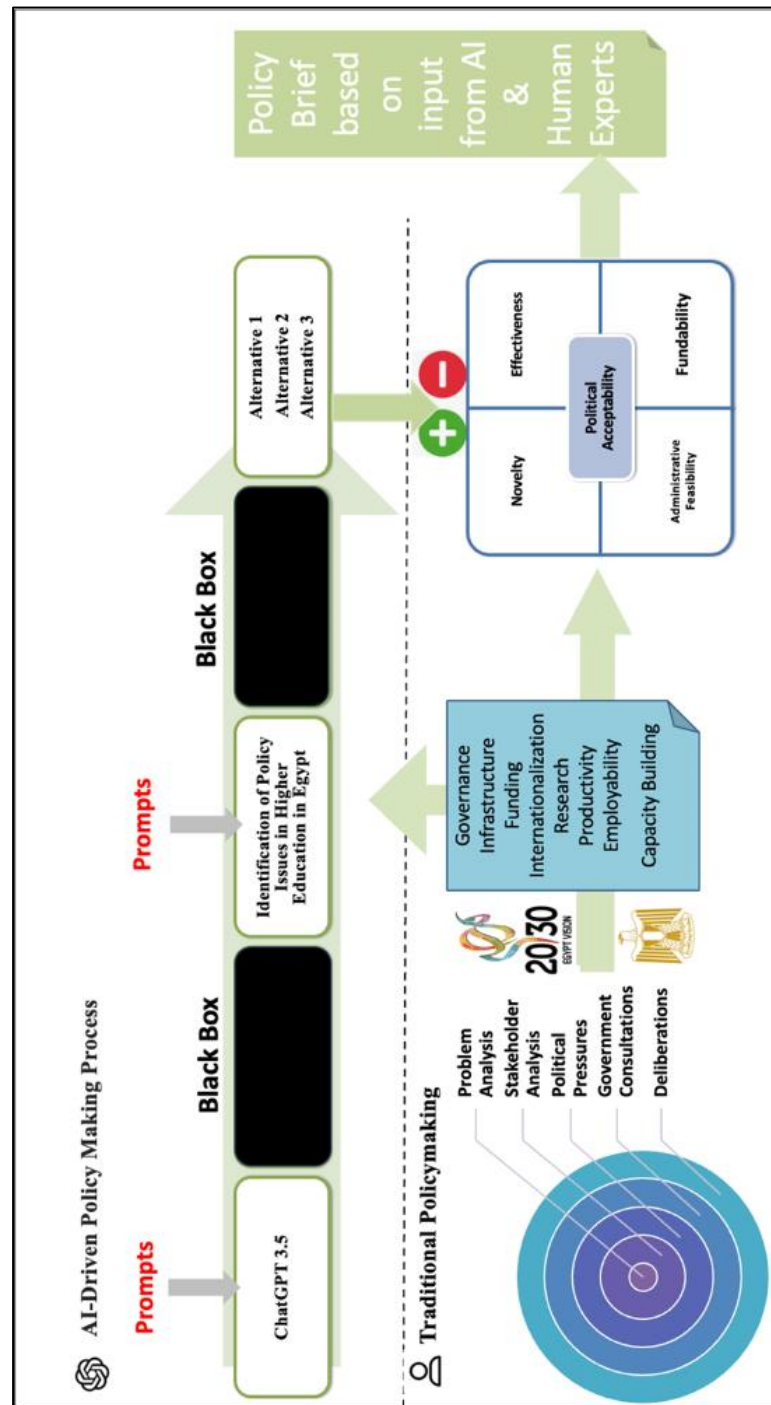 AI-Driven Policy Making Process
Prompts
Prompts
Black Box
Black Box
ChatGPT 3.5
Identification of Policy
Issues in Higher
Education in Egypt
Alternative 1
Alternative 2
Alternative 3
Policy
Brief
based
on
input
from AI
&
Human
Experts
Traditional Policymaking
Problem
Analysis
Stakeholder
Analysis
Political
Pressures
Government
Consultations
Deliberations
20/30
EGYPT VISION
Governance
Infrastructure
Funding
Internationalization
Research
Productivity
Employability
Capacity Building
Novelty
Effectiveness
Political
Acceptability
Administrative
Feasibility
Fundability